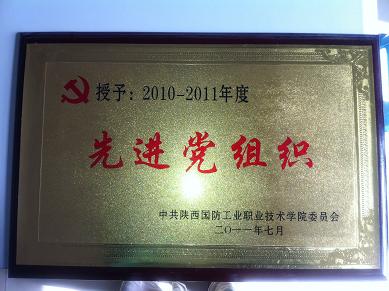 授予：2010-2011年度
先进党组织
中共陕西国防工业职业技术学院委员会
二〇一一年七月